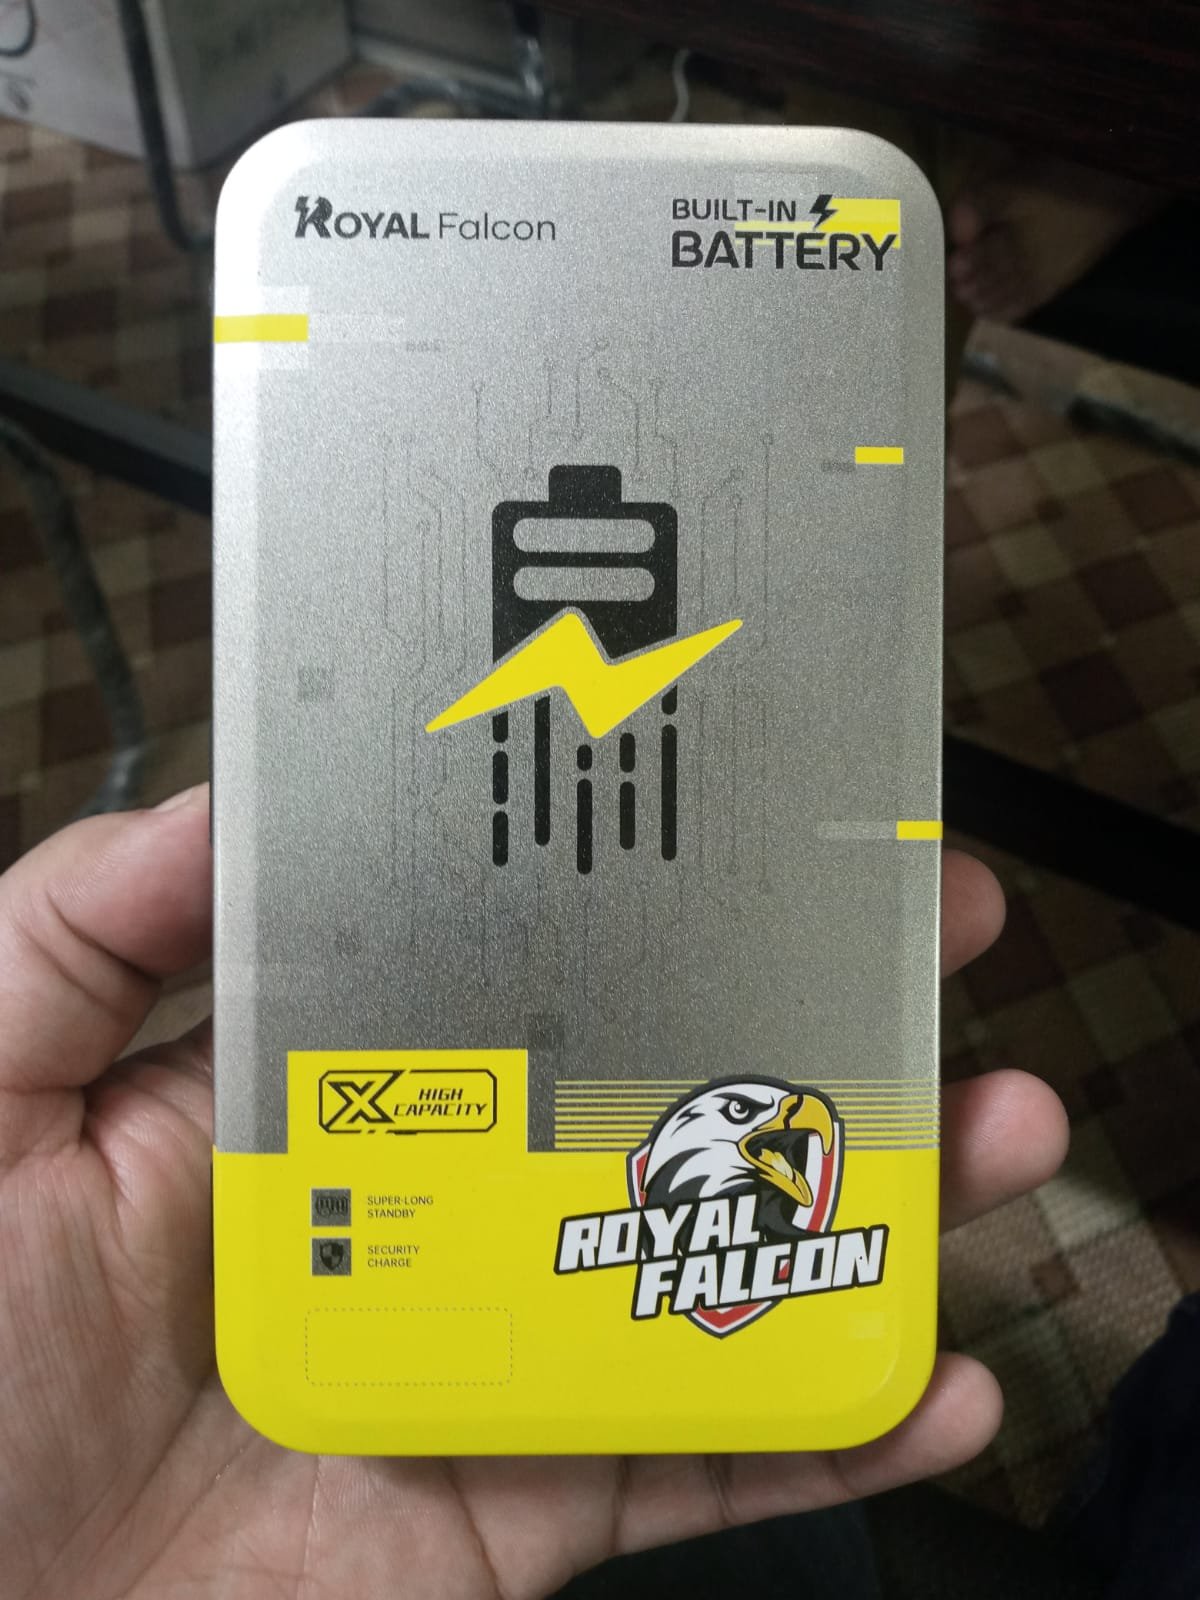 ROYAL Falcon
BUILT-IN
BATTERY
X HIGH
CAPACITY
SUPER-LONG
STANDBY
SECURITY
CHARGE
ROYAL
FALCON